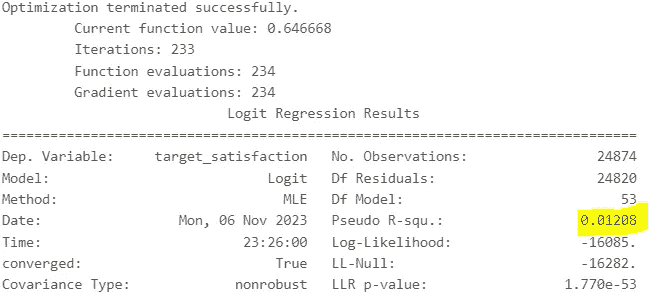 Optimization terminated successfully.
Current function value: 0.646668
Iterations: 233
Function evaluations: 234
Gradient evaluations: 234
Logit Regression Results
==============================================================================
Dep. Variable: target_satisfaction No. Observations: 24874
Model: Logit Df Residuals: 24820
Method: MLE Df Model: 53
Date: Mon, 06 Nov 2023 Pseudo R-squ.: 0.01208
Time: 23:26:00 Log-Likelihood: -16085.
converged: True LL-Null: -16282.
Covariance Type: nonrobust LLR p-value: 1.770e-53